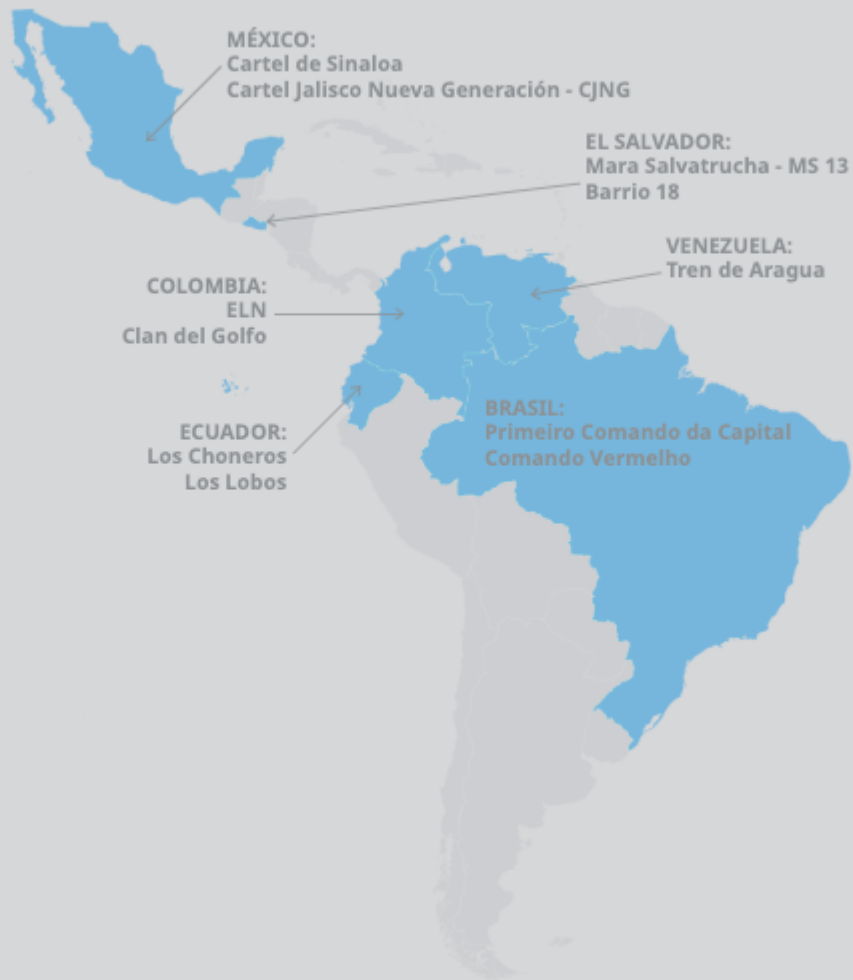 MÉXICO:
Cartel de Sinaloa
Cartel Jalisco Nueva Generación - CJNG
EL SALVADOR:
Mara Salvatrucha - MS 13
Barrio 18
VENEZUELA:
Tren de Aragua
COLOMBIA:
ELN
Clan del Golfo
ECUADOR:
Los Choneros
Los Lobos
BRASIL:
Primeiro Comando da Capital
Comando Vermelho